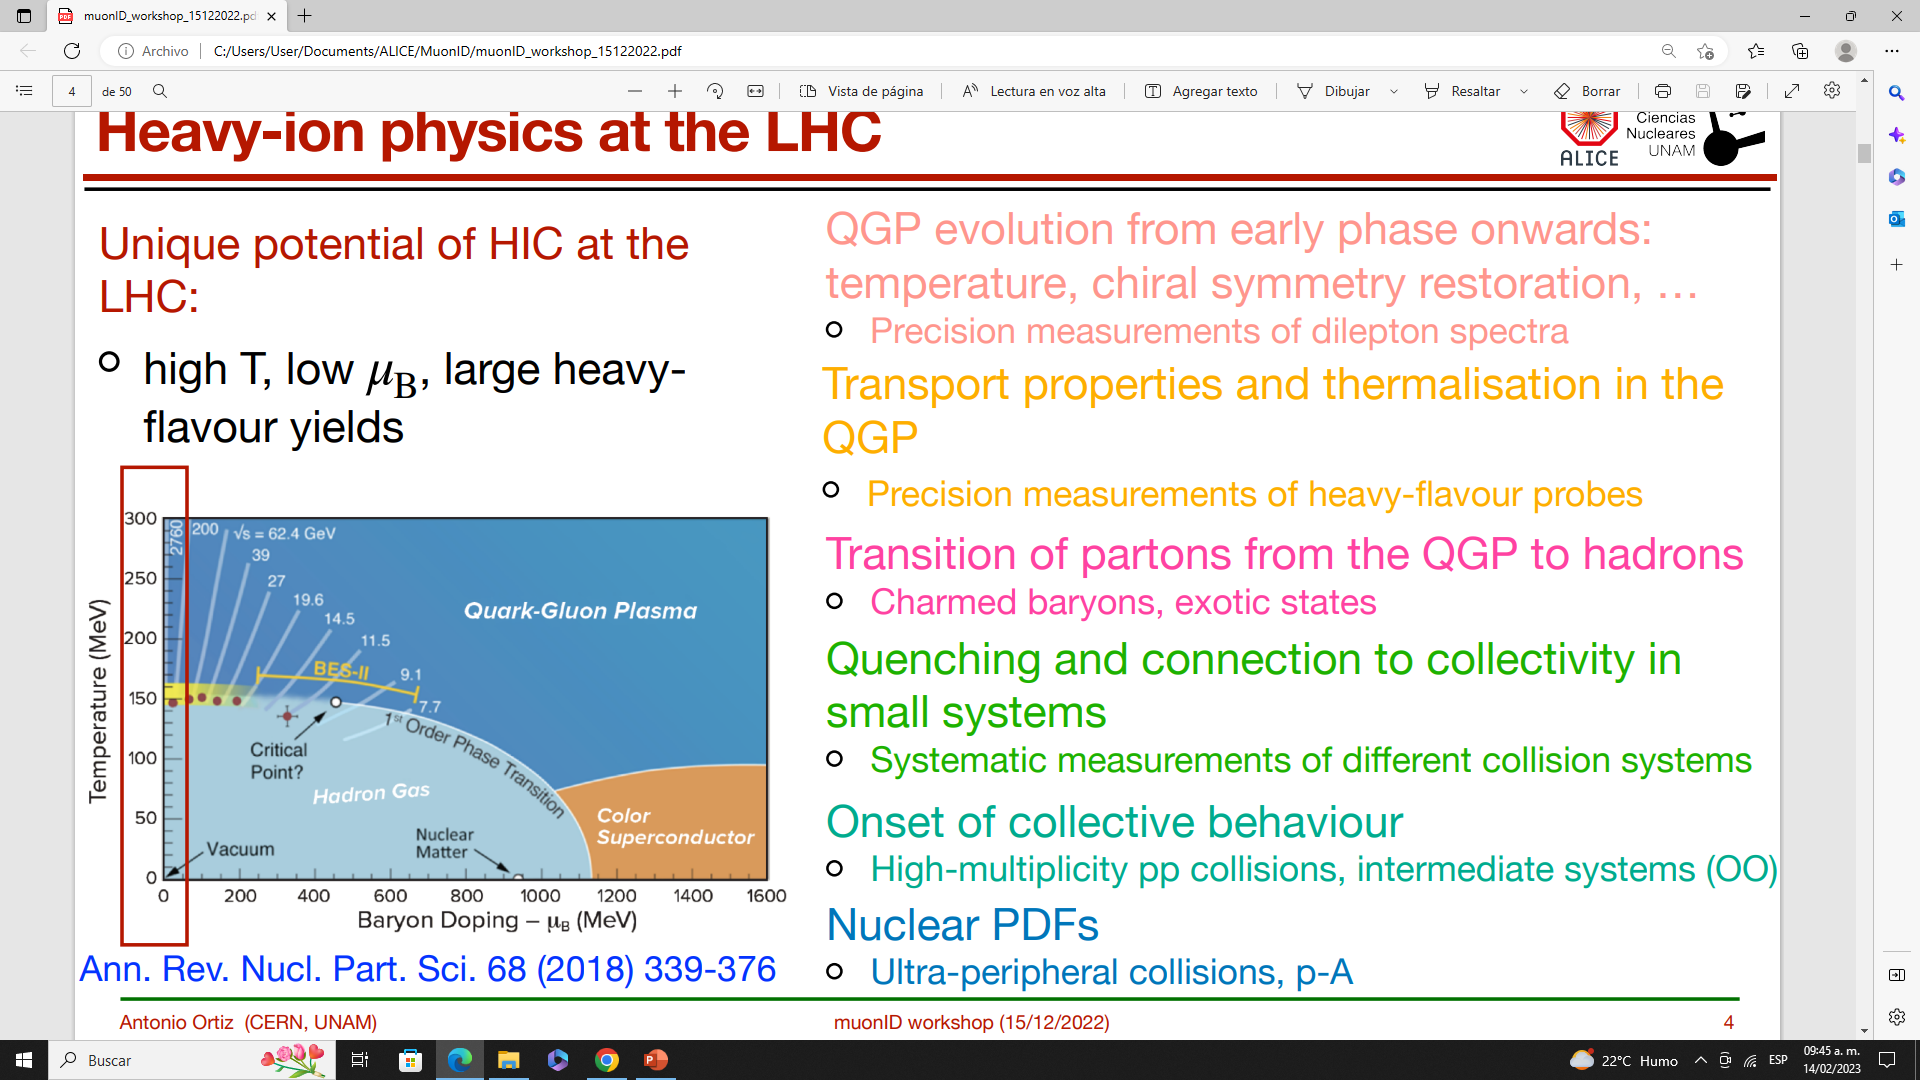 muonID_workshop_15122022.pd
Archivo
C:/Users/User/Documents/ALICE/MuonID/muonID_workshop_15122022.pdf
4
de 50
Vista de página
Lectura en voz alta
Agregar texto
Dibujar
Resaltar
Borrar
Heavy-ion physics at the LHC
ALICE
Ciencias
Nucleares
UNAM
Unique potential of HIC at the
LHC:
high T, low μB, large heavy-
flavour yields
300
250
200
150
100
50
0
Temperature (MeV)
2760
200
√s = 62.4 GeV
39
27
19.6
14.5
11.5
9.1
7.7
BES-II
Quark-Gluon Plasma
1st Order Phase Transition
Critical
Point?
Hadron Gas
Color
Superconductor
Nuclear
Matter
Vacuum
0 200 400 600 800 1000 1200 1400 1600
Baryon Doping – μB (MeV)
Ann. Rev. Nucl. Part. Sci. 68 (2018) 339-376
QGP evolution from early phase onwards:
temperature, chiral symmetry restoration, …
Precision measurements of dilepton spectra
Transport properties and thermalisation in the
QGP
Precision measurements of heavy-flavour probes
Transition of partons from the QGP to hadrons
Charmed baryons, exotic states
Quenching and connection to collectivity in
small systems
Systematic measurements of different collision systems
Onset of collective behaviour
High-multiplicity pp collisions, intermediate systems (OO)
Nuclear PDFs
Ultra-peripheral collisions, p-A
Antonio Ortiz (CERN, UNAM)
muonID workshop (15/12/2022)
4
Buscar
22°C Humo
ESP
09:45 a. m.
14/02/2023